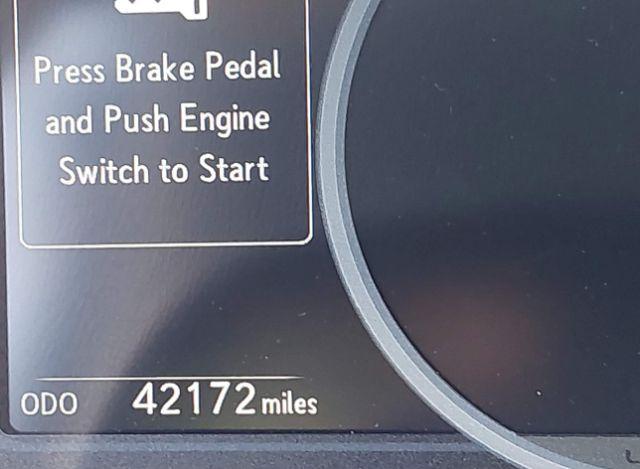 Press Brake Pedal
and Push Engine
Switch to Start
ODO 42172 miles